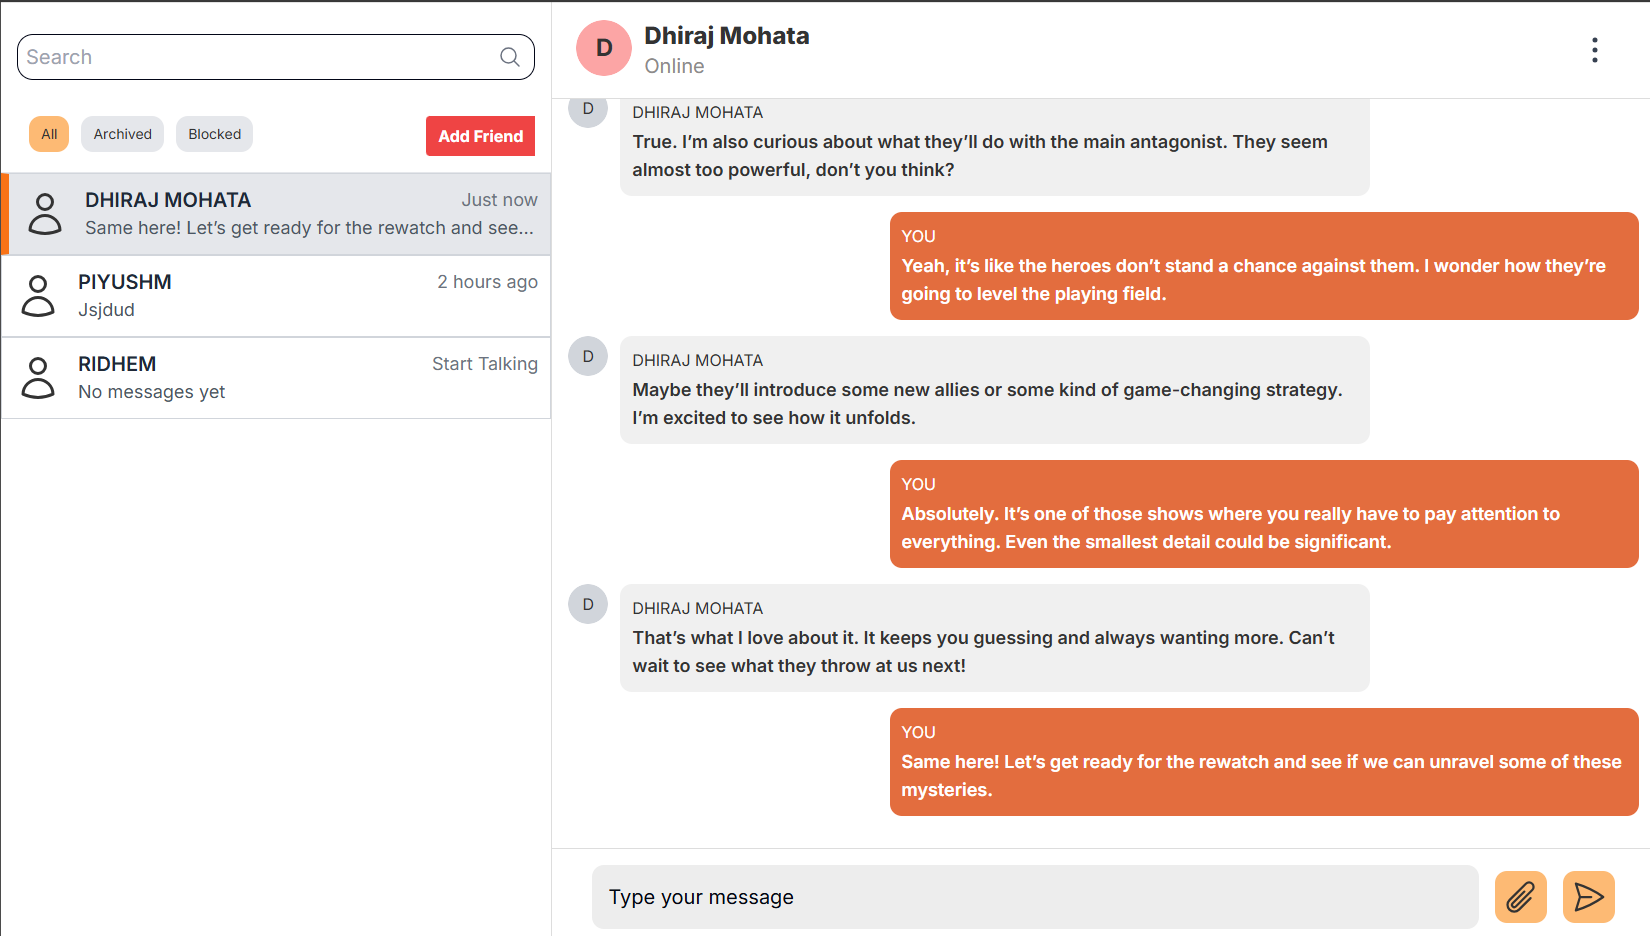 Search
All
Archived
Blocked
Add Friend
DHIRAJ MOHATA
Just now
Same here! Let’s get ready for the rewatch and see...
PIYUSHM
2 hours ago
Jsjdud
RIDHEM
Start Talking
No messages yet
D
Dhiraj Mohata
Online
D
DHIRAJ MOHATA
True. I’m also curious about what they’ll do with the main antagonist. They seem
almost too powerful, don’t you think?
YOU
Yeah, it’s like the heroes don’t stand a chance against them. I wonder how they’re
going to level the playing field.
D
DHIRAJ MOHATA
Maybe they’ll introduce some new allies or some kind of game-changing strategy.
I’m excited to see how it unfolds.
YOU
Absolutely. It’s one of those shows where you really have to pay attention to
everything. Even the smallest detail could be significant.
D
DHIRAJ MOHATA
That’s what I love about it. It keeps you guessing and always wanting more. Can’t
wait to see what they throw at us next!
YOU
Same here! Let’s get ready for the rewatch and see if we can unravel some of these
mysteries.
Type your message